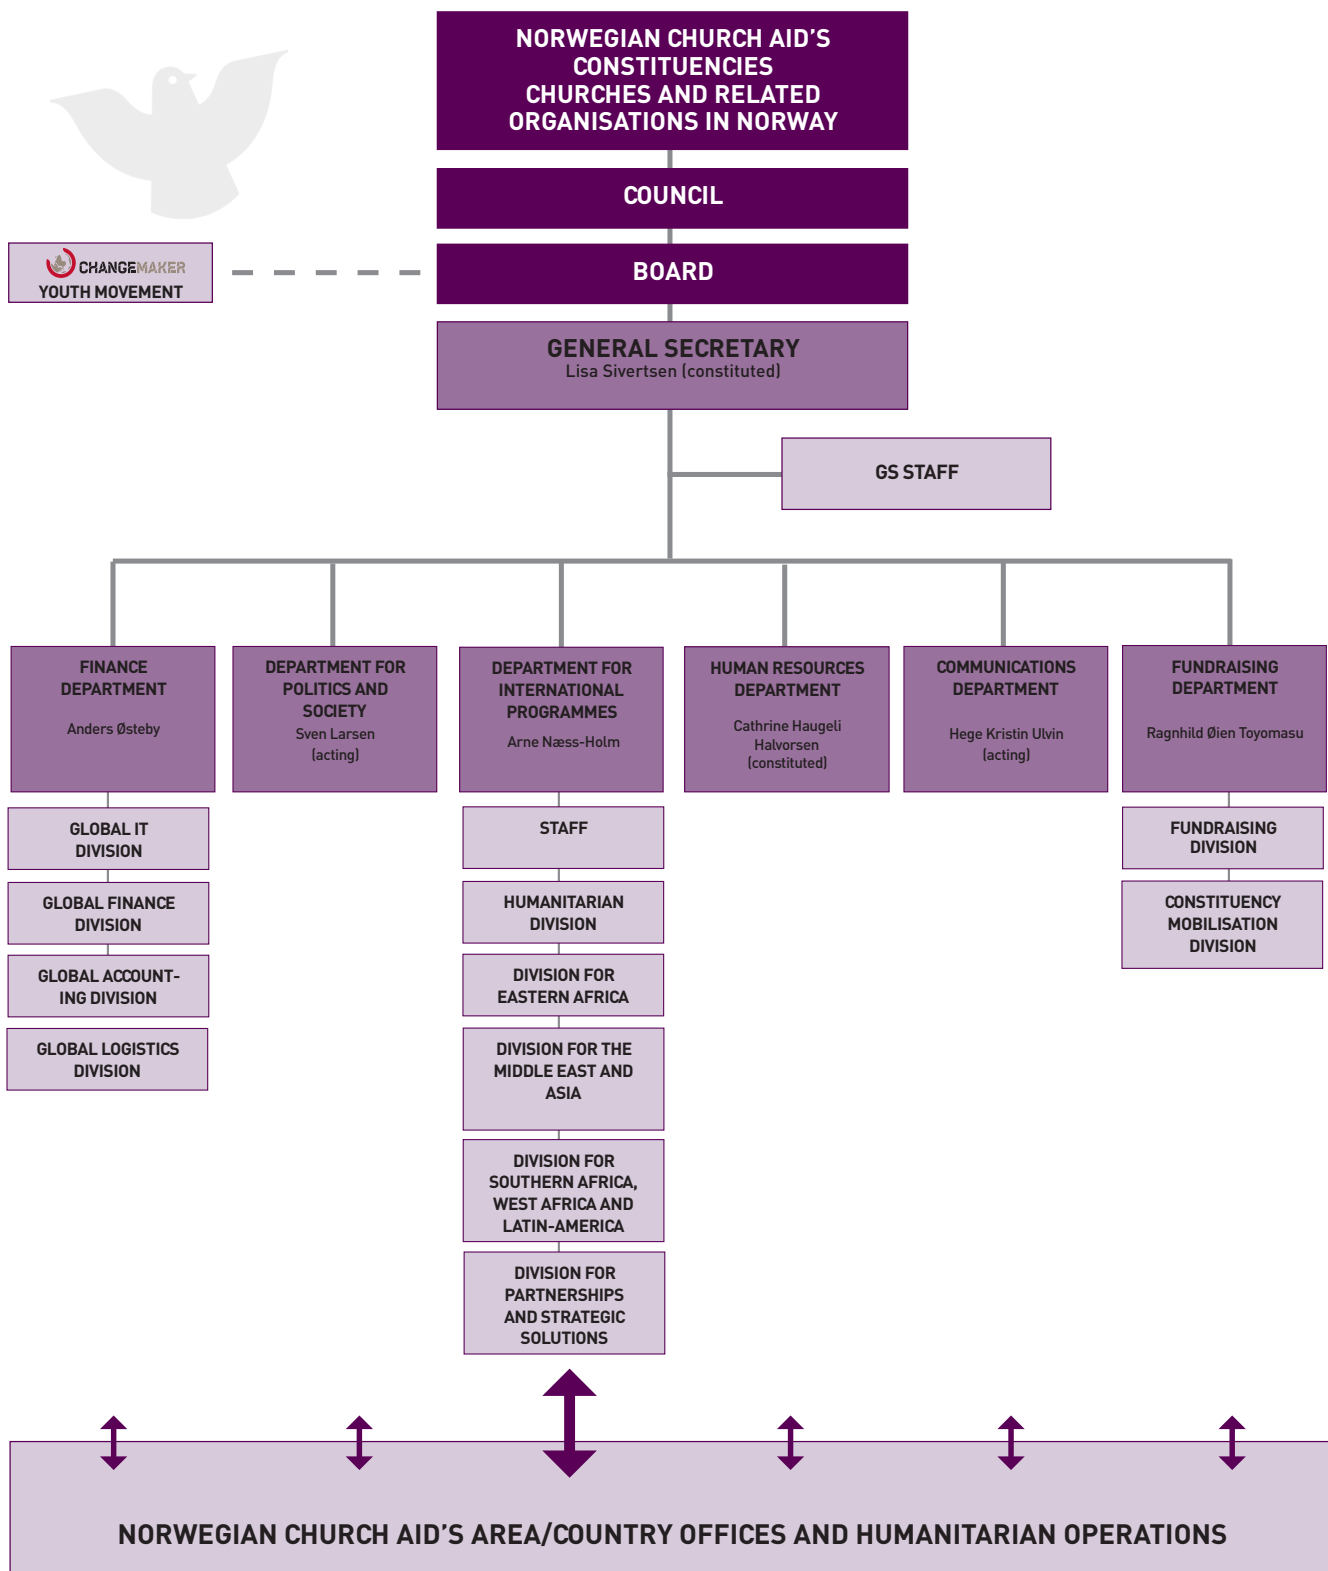 NORWEGIAN CHURCH AID'S
CONSTITUENCIES
CHURCHES AND RELATED
ORGANISATIONS IN NORWAY
COUNCIL
CHANGEMAKER
YOUTH MOVEMENT
BOARD
GENERAL SECRETARY
Lisa Sivertsen (constituted)
GS STAFF
FINANCE
DEPARTMENT
Anders Østeby
DEPARTMENT FOR
POLITICS AND
SOCIETY
Sven Larsen
(acting)
DEPARTMENT FOR
INTERNATIONAL
PROGRAMMES
Arne Næss-Holm
HUMAN RESOURCES
DEPARTMENT
Cathrine Haugeli
Halvorsen
(constituted)
COMMUNICATIONS
DEPARTMENT
Hege Kristin Ulvin
(acting)
FUNDRAISING
DEPARTMENT
Ragnhild Øien Toyomasu
GLOBAL IT
DIVISION
GLOBAL FINANCE
DIVISION
GLOBAL ACCOUNT-
ING DIVISION
GLOBAL LOGISTICS
DIVISION
STAFF
HUMANITARIAN
DIVISION
DIVISION FOR
EASTERN AFRICA
DIVISION FOR THE
MIDDLE EAST AND
ASIA
DIVISION FOR
SOUTHERN AFRICA,
WEST AFRICA AND
LATIN-AMERICA
DIVISION FOR
PARTNERSHIPS
AND STRATEGIC
SOLUTIONS
FUNDRAISING
DIVISION
CONSTITUENCY
MOBILISATION
DIVISION
NORWEGIAN CHURCH AID'S AREA/COUNTRY OFFICES AND HUMANITARIAN OPERATIONS